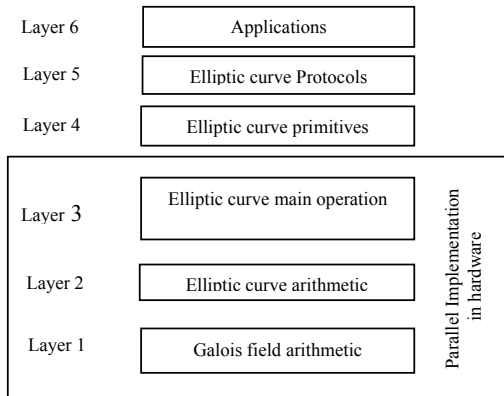 Layer 6 Applications
Layer 5 Elliptic curve Protocols
Layer 4 Elliptic curve primitives
Layer 3 Elliptic curve main operation
Layer 2 Elliptic curve arithmetic
Layer 1 Galois field arithmetic
Parallel Implementation
in hardware